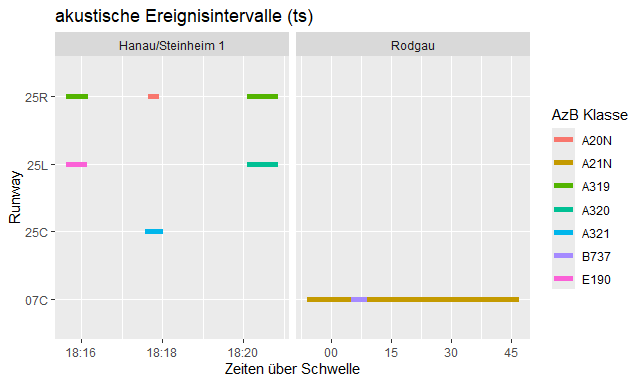 akustische Ereignisintervalle (ts)
Hanau/Steinheim 1
Rodgau
Runway
25R
25L
25C
07C
18:16
18:18
18:20
00
15
30
45
Zeiten über Schwelle
AzB Klasse
A20N
A21N
A319
A320
A321
B737
E190